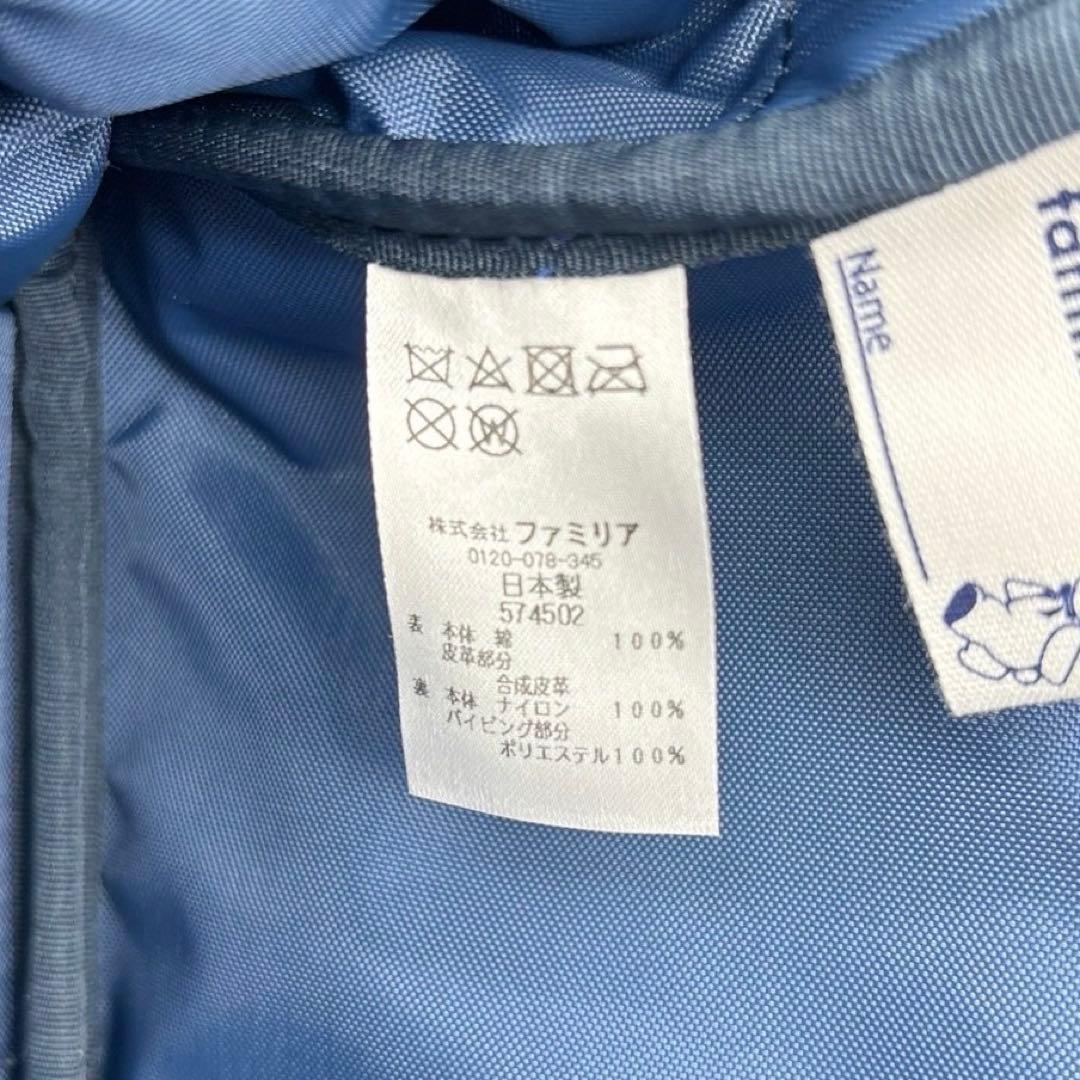 株式会社 ファミリア
0120-078-345
日本製
574502
表 本体 綿 100%
皮革部分
合成皮革
裏 本体 ナイロン 100%
パイピング部分
ポリエステル100%
W
Name